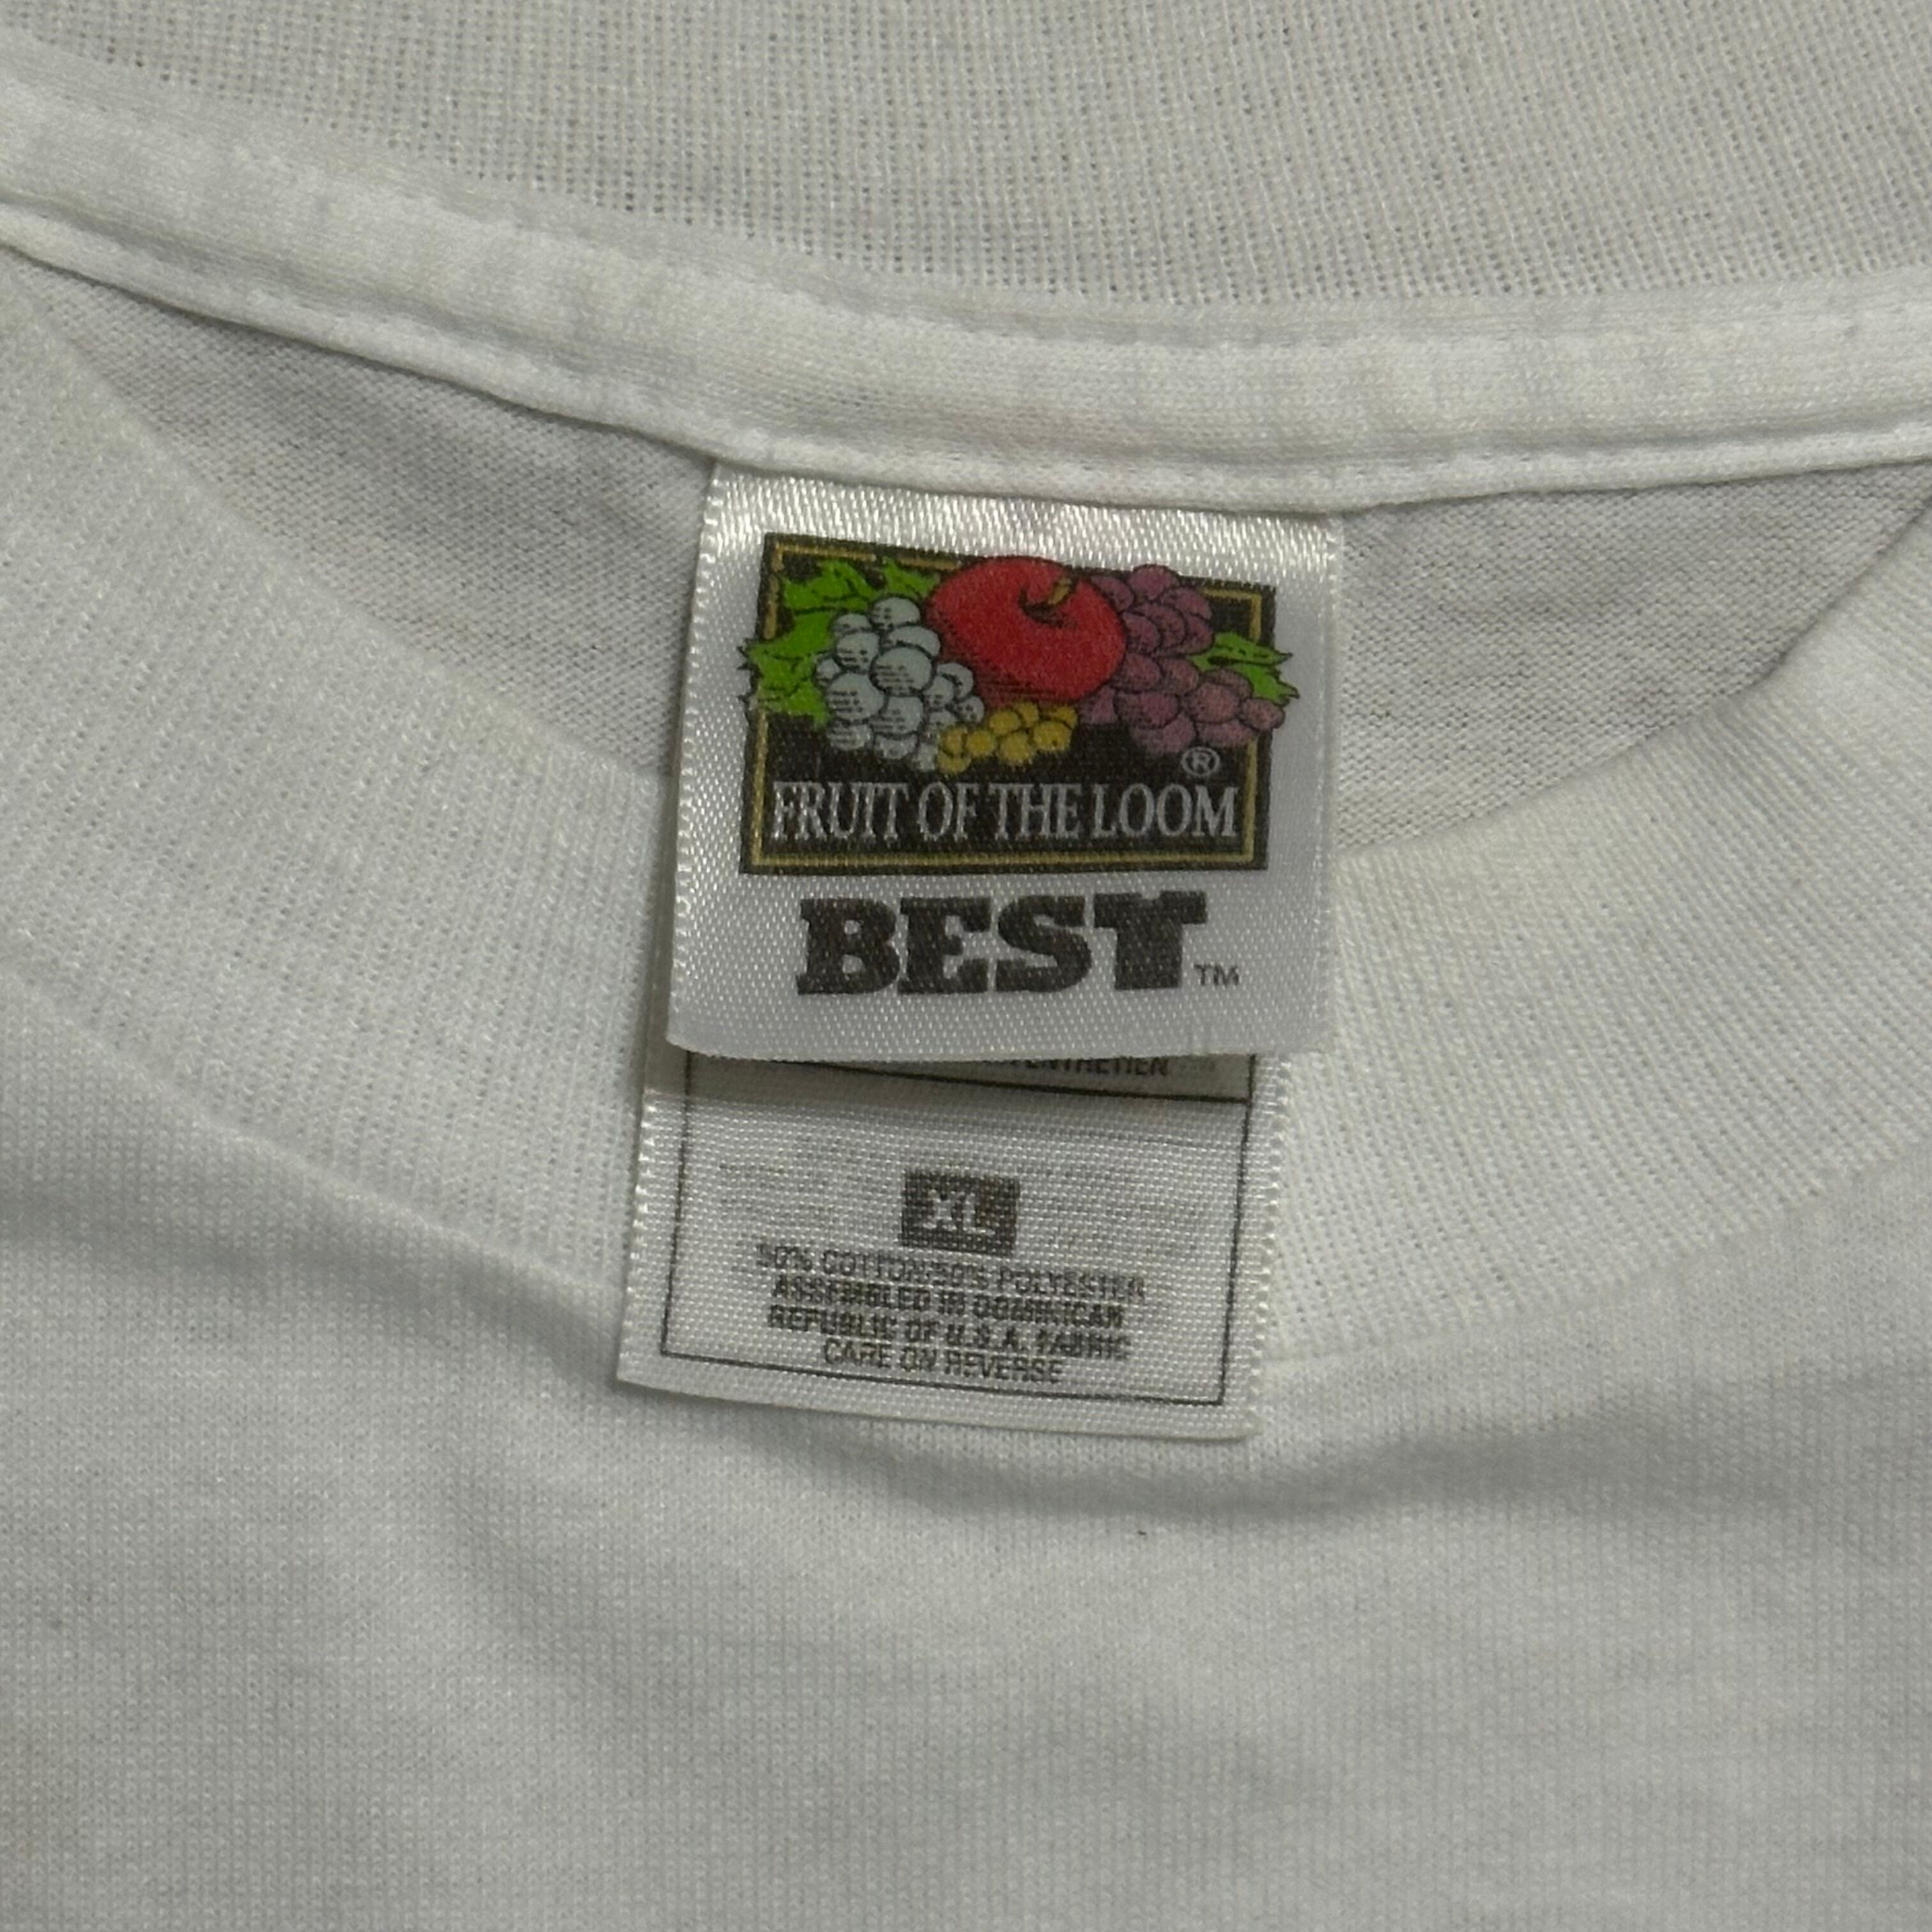 ®
FRUIT OF THE LOOM
BEST™
XL
50% COTTON/50% POLYESTER
ASSEMBLED IN DOMINICAN
REPUBLIC OF U.S.A. FABRIC
CARE ON REVERSE